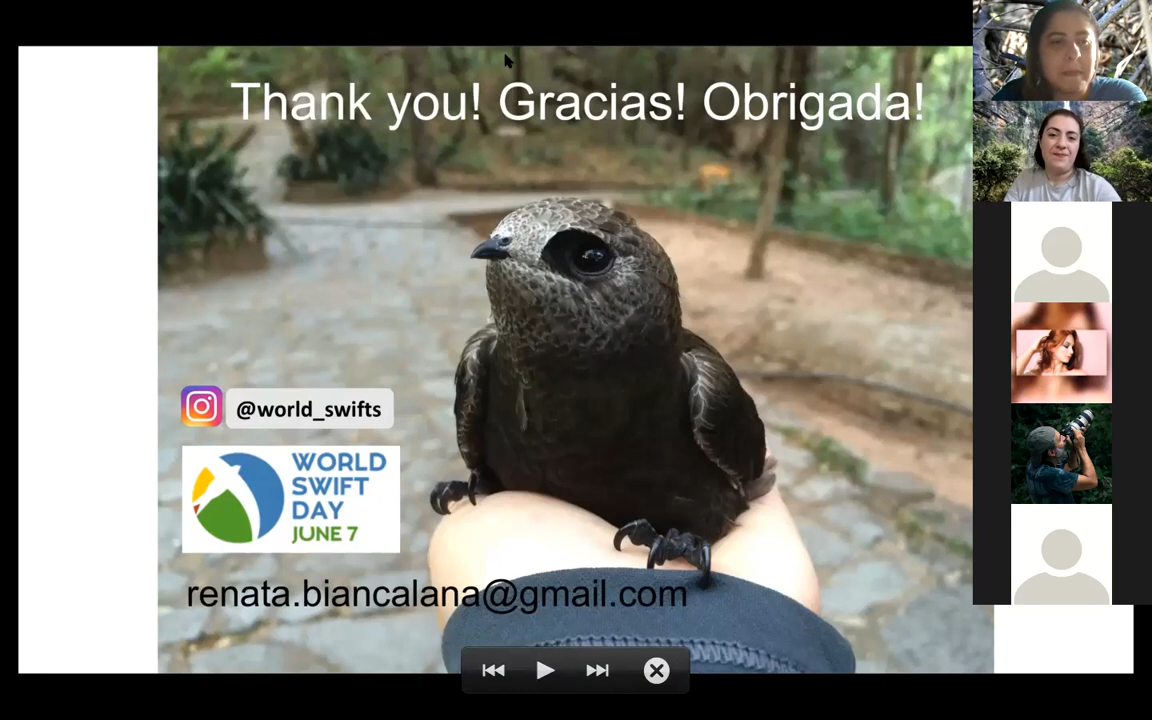 Thank you! Gracias! Obrigada!
@world_swifts
WORLD
SWIFT
DAY
JUNE 7
renata.biancalana@gmail.com